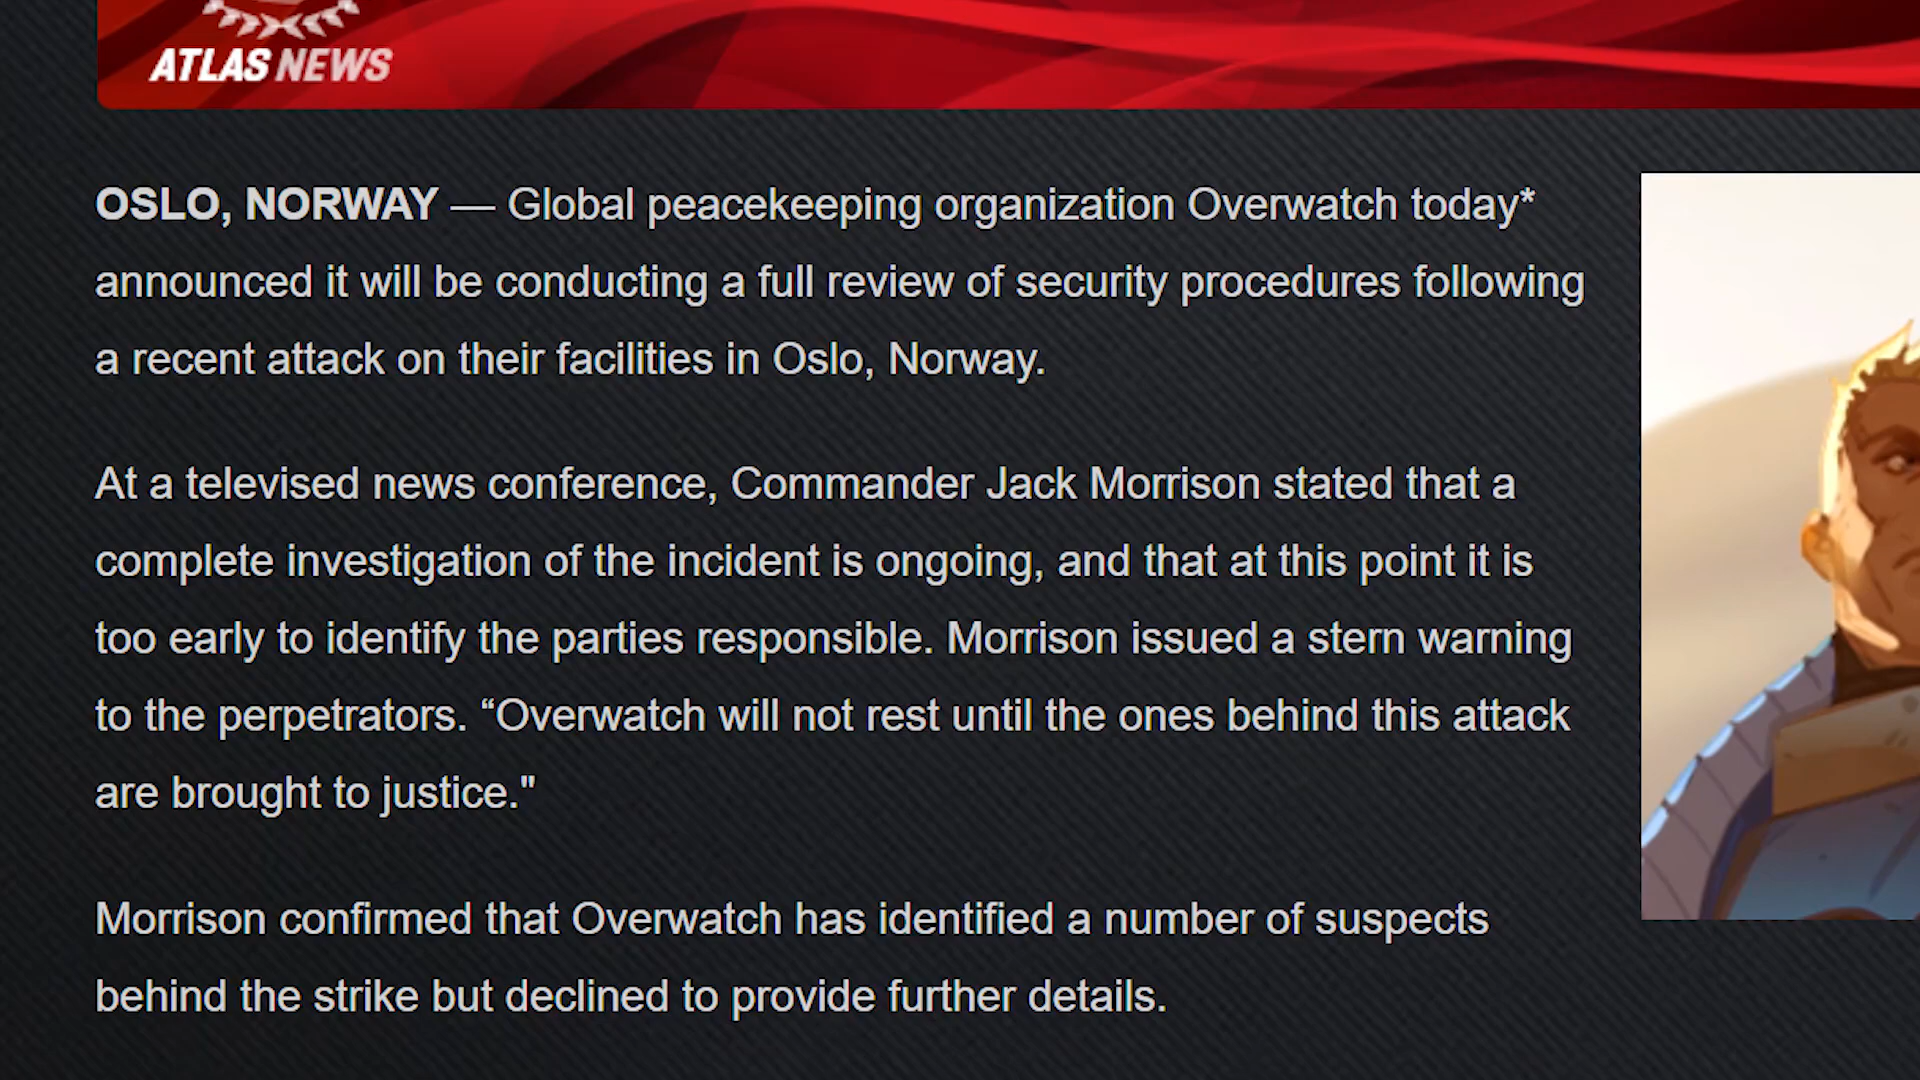 ATLAS NEWS
OSLO, NORWAY — Global peacekeeping organization Overwatch today*
announced it will be conducting a full review of security procedures following
a recent attack on their facilities in Oslo, Norway.
At a televised news conference, Commander Jack Morrison stated that a
complete investigation of the incident is ongoing, and that at this point it is
too early to identify the parties responsible. Morrison issued a stern warning
to the perpetrators. “Overwatch will not rest until the ones behind this attack
are brought to justice."
Morrison confirmed that Overwatch has identified a number of suspects
behind the strike but declined to provide further details.